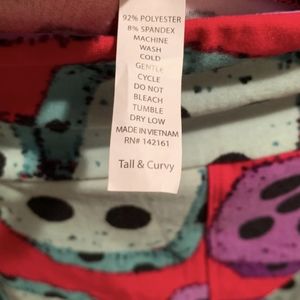 92% POLYESTER
8% SPANDEX
MACHINE
WASH
COLD
GENTLE
CYCLE
DO NOT
BLEACH
TUMBLE
DRY LOW
MADE IN VIETNAM
RN# 142161
Tall & Curvy